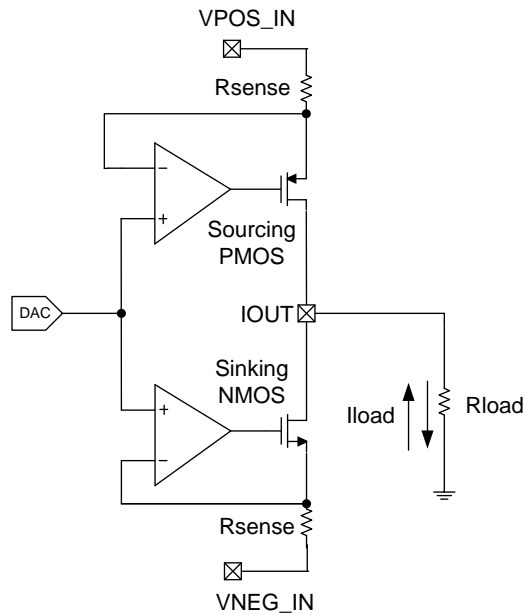 VPOS_IN
Rsense
−
+
Sourcing
PMOS
DAC
IOUT
Sinking
NMOS
Iload
Rload
+
−
Rsense
VNEG_IN